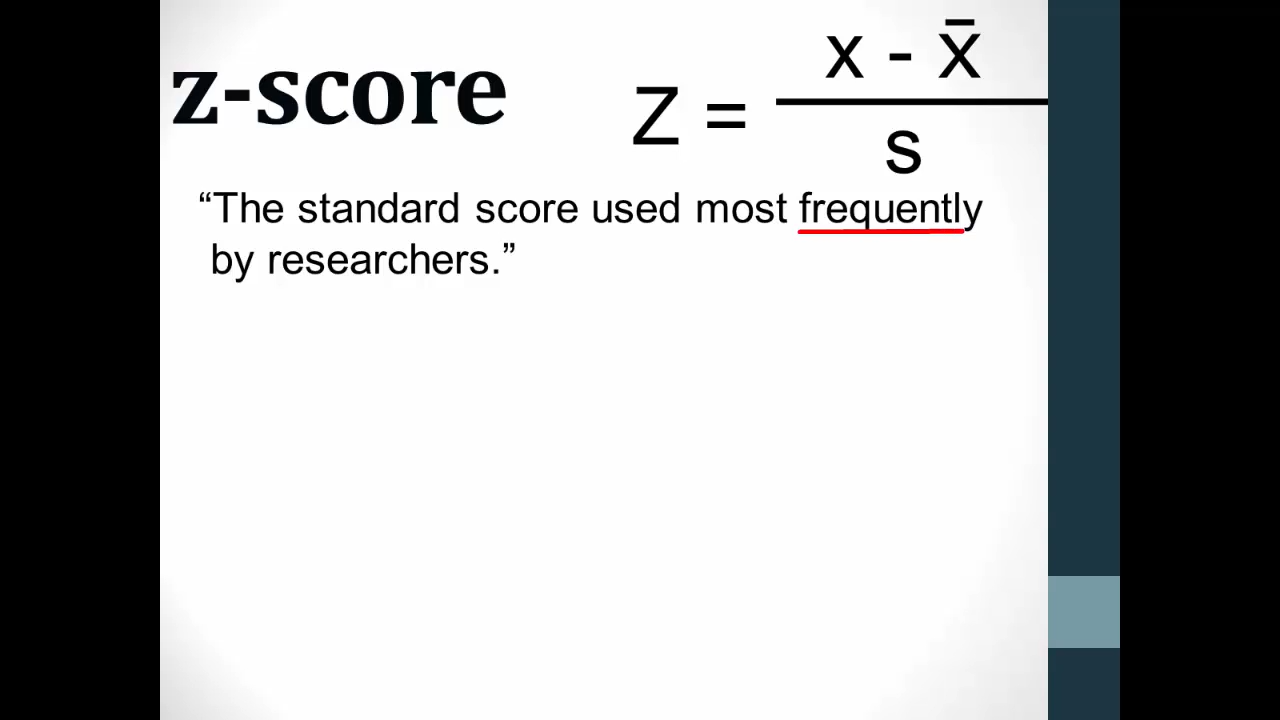 z-score
Z = x - x̄
s
“The standard score used most frequently
by researchers.”